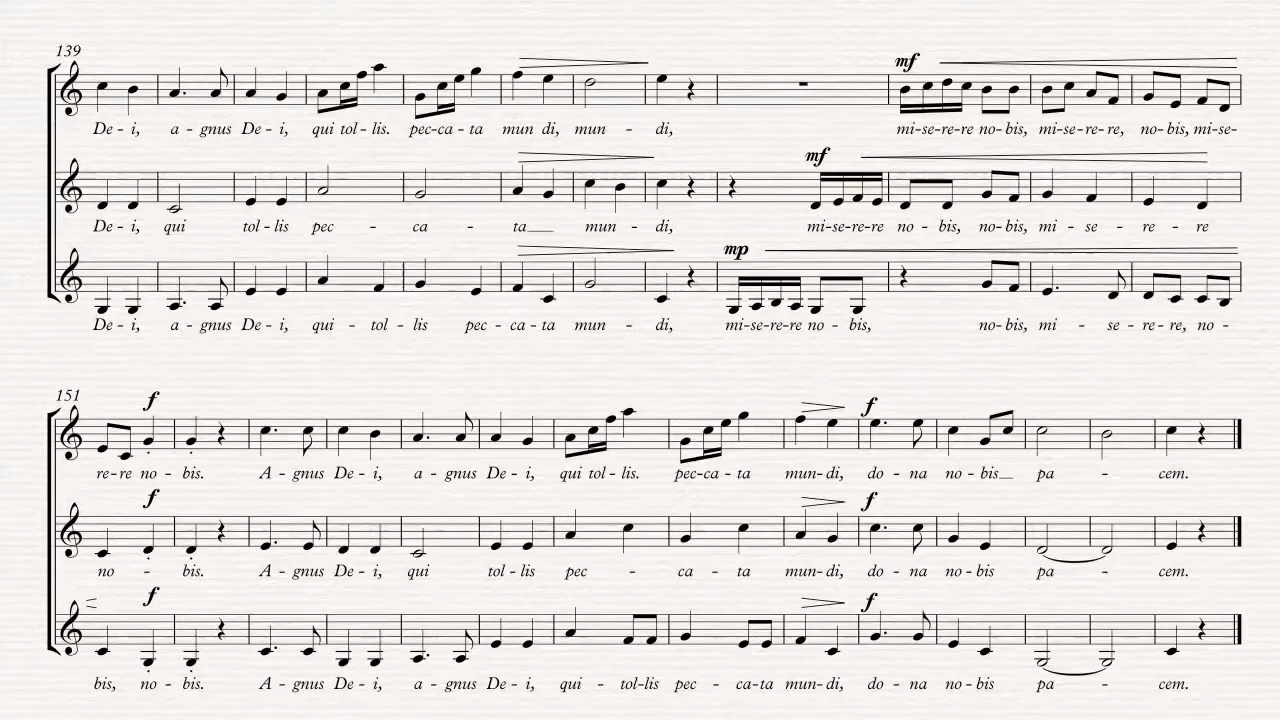 139
mf
De - i, a - gnus De - i, qui tol - lis. pec-ca - ta mun di, mun - di, mi-se-re-re no - bis, mi-se-re- re, no- bis, mi-se-
mf
De - i, qui tol - lis pec - ca - ta__ mun - di, mi-se-re-re no - bis, no-bis, mi - se - re - re
mp
De - i, a - gnus De - i, qui - tol - lis pec - ca - ta mun - di, mi-se-re-re no - bis, no- bis, mi - se - re- re, no -
151
f f
re- re no - bis. A - gnus De - i, a - gnus De - i, qui tol - lis. pec-ca - ta mun- di, do - na no - bis__ pa - cem.
f f
no - bis. A - gnus De - i, qui tol - lis pec - ca - ta mun- di, do - na no - bis pa - cem.
f f
bis, no - bis. A - gnus De - i, a - gnus De - i, qui - tol-lis pec - ca-ta mun- di, do - na no - bis pa - cem.